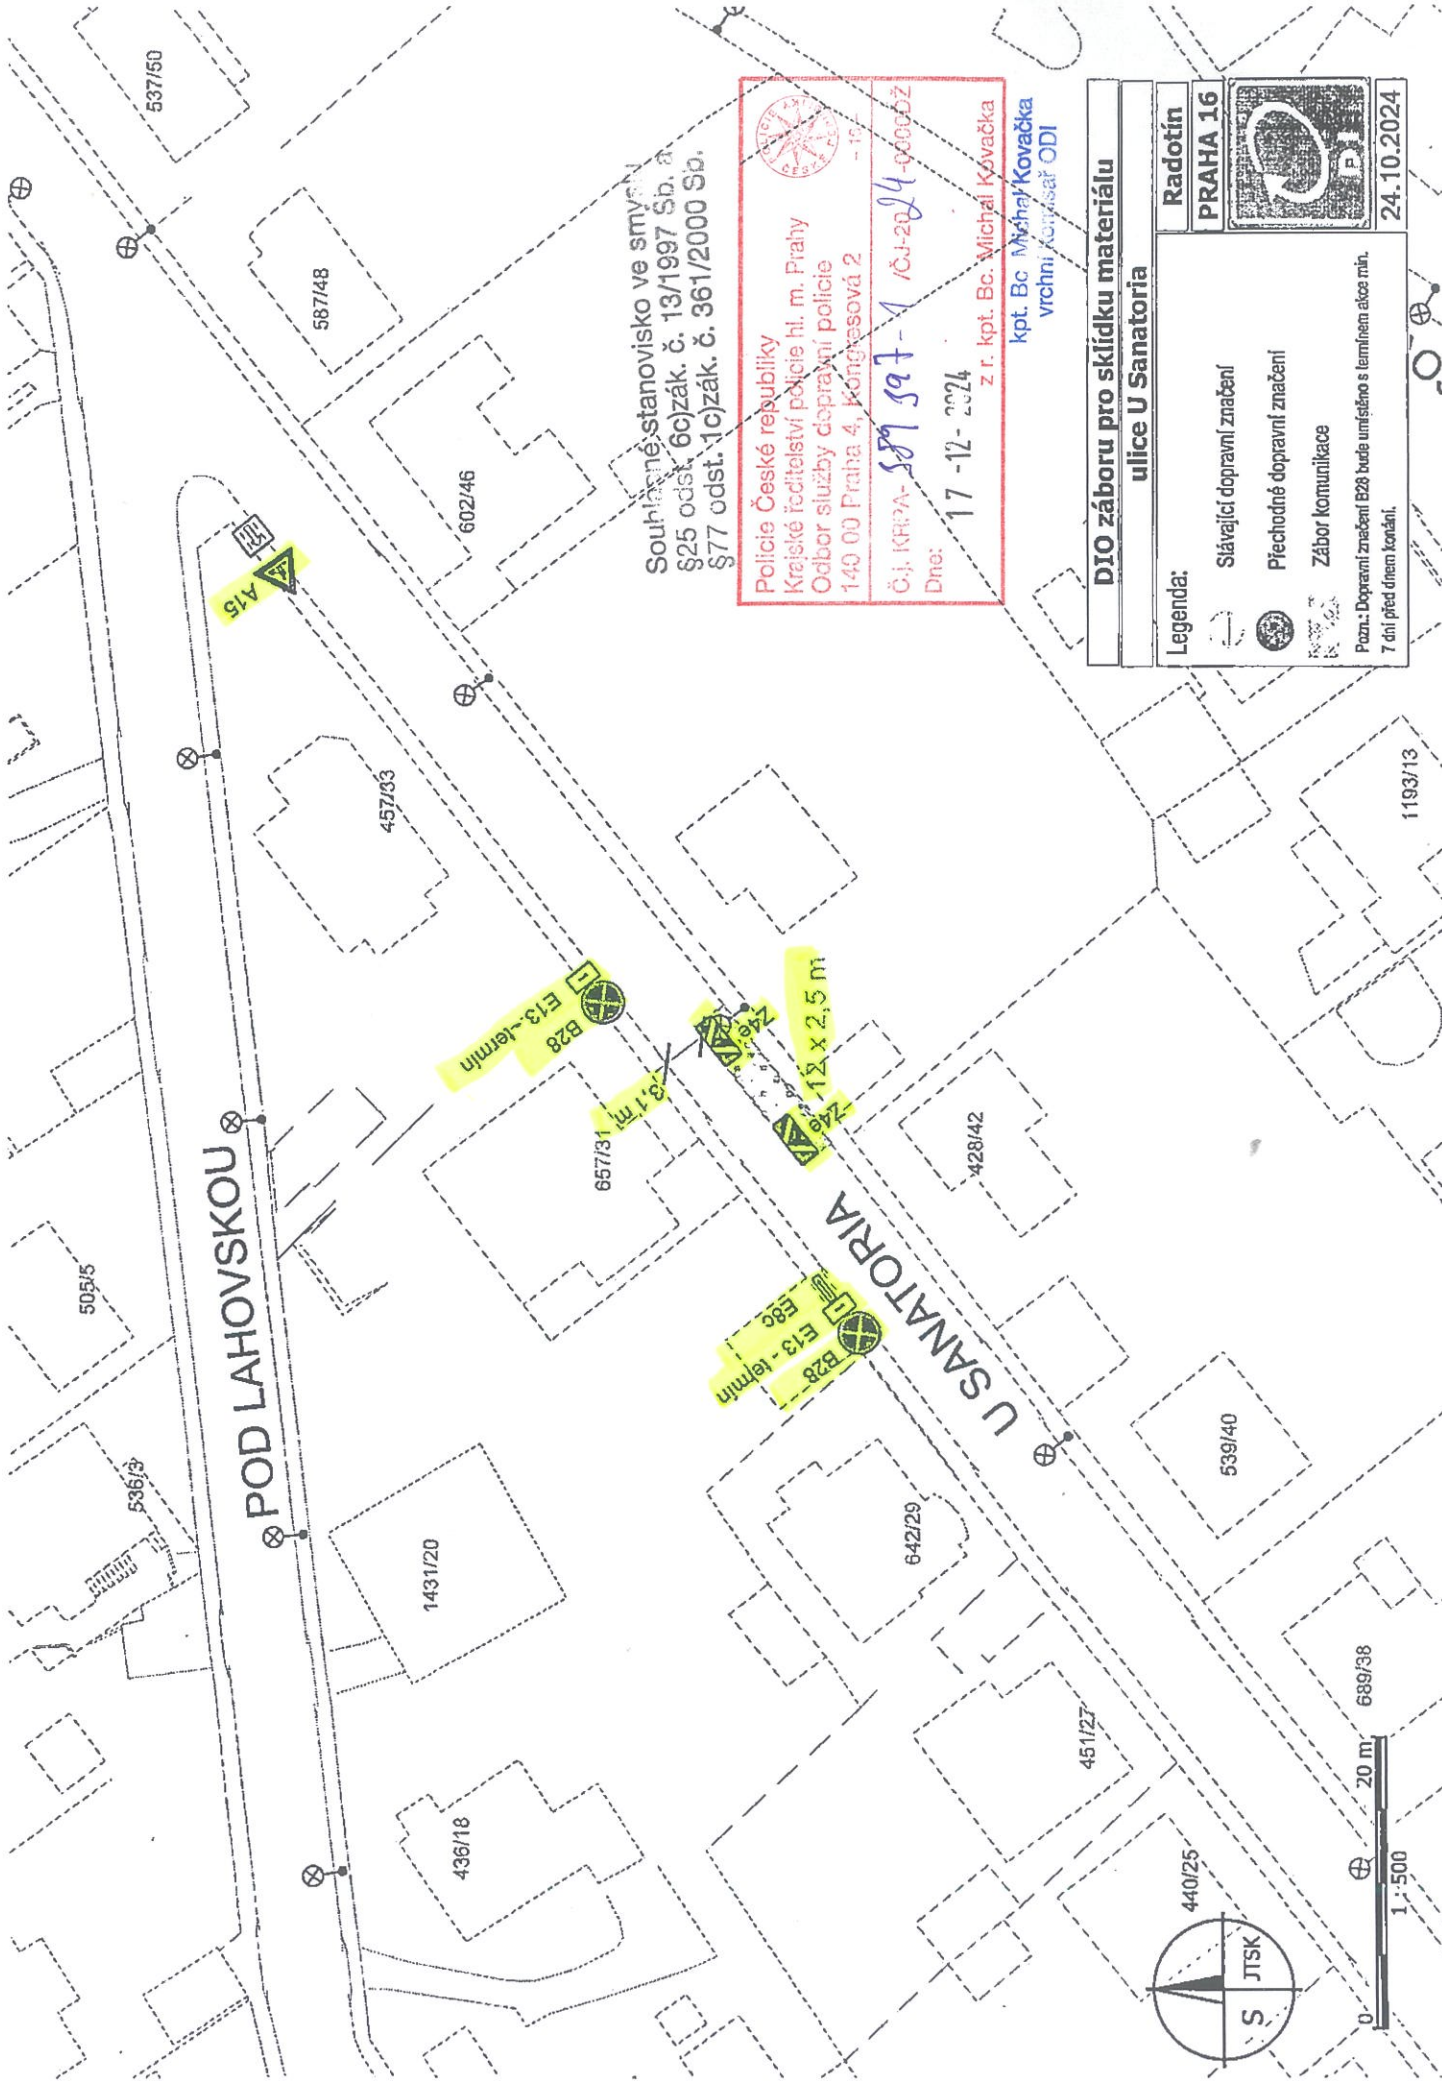 537/50
587/48
602/46
A15
457/33
POD LAHOVSKOU
505/5
536/3
1431/20
436/18
E13 - termín
B28
3,1 m
657/31
Z4e
12 x 2,5 m
Z4e
428/42
U SANATORIA
E8c
E13 - termín
B28
642/29
539/40
451/27
689/38
440/25
1193/13
Souhlasné stanovisko ve smyslu
§25 odst. 6c)zák. č. 13/1997 Sb. a
§77 odst. 1c)zák. č. 361/2000 Sb.
Policie České republiky
Krajské ředitelství policie hl. m. Prahy
Odbor služby dopravní policie
140 00 Praha 4, Kongresová 2
Č.j. KRPA- /ČJ-2024-0000DŽ
Dne: 17 -12- 2024
z r. kpt. Bc. Michal Kovačka
kpt. Bc. Michal Kovačka
vrchní komisař ODI
POLICIE
ČESKÉ REP
DIO záboru pro sklídku materiálu
ulice U Sanatoria
Legenda:
Stávající dopravní značení
Přechodné dopravní značení
Zábor komunikace
Pozn.: Dopravní značení B28 bude umístěno s termínem akce min.
7 dní před dnem konání.
Radotín
PRAHA 16
24.10.2024
S JTSK
0 20 m
1 : 500